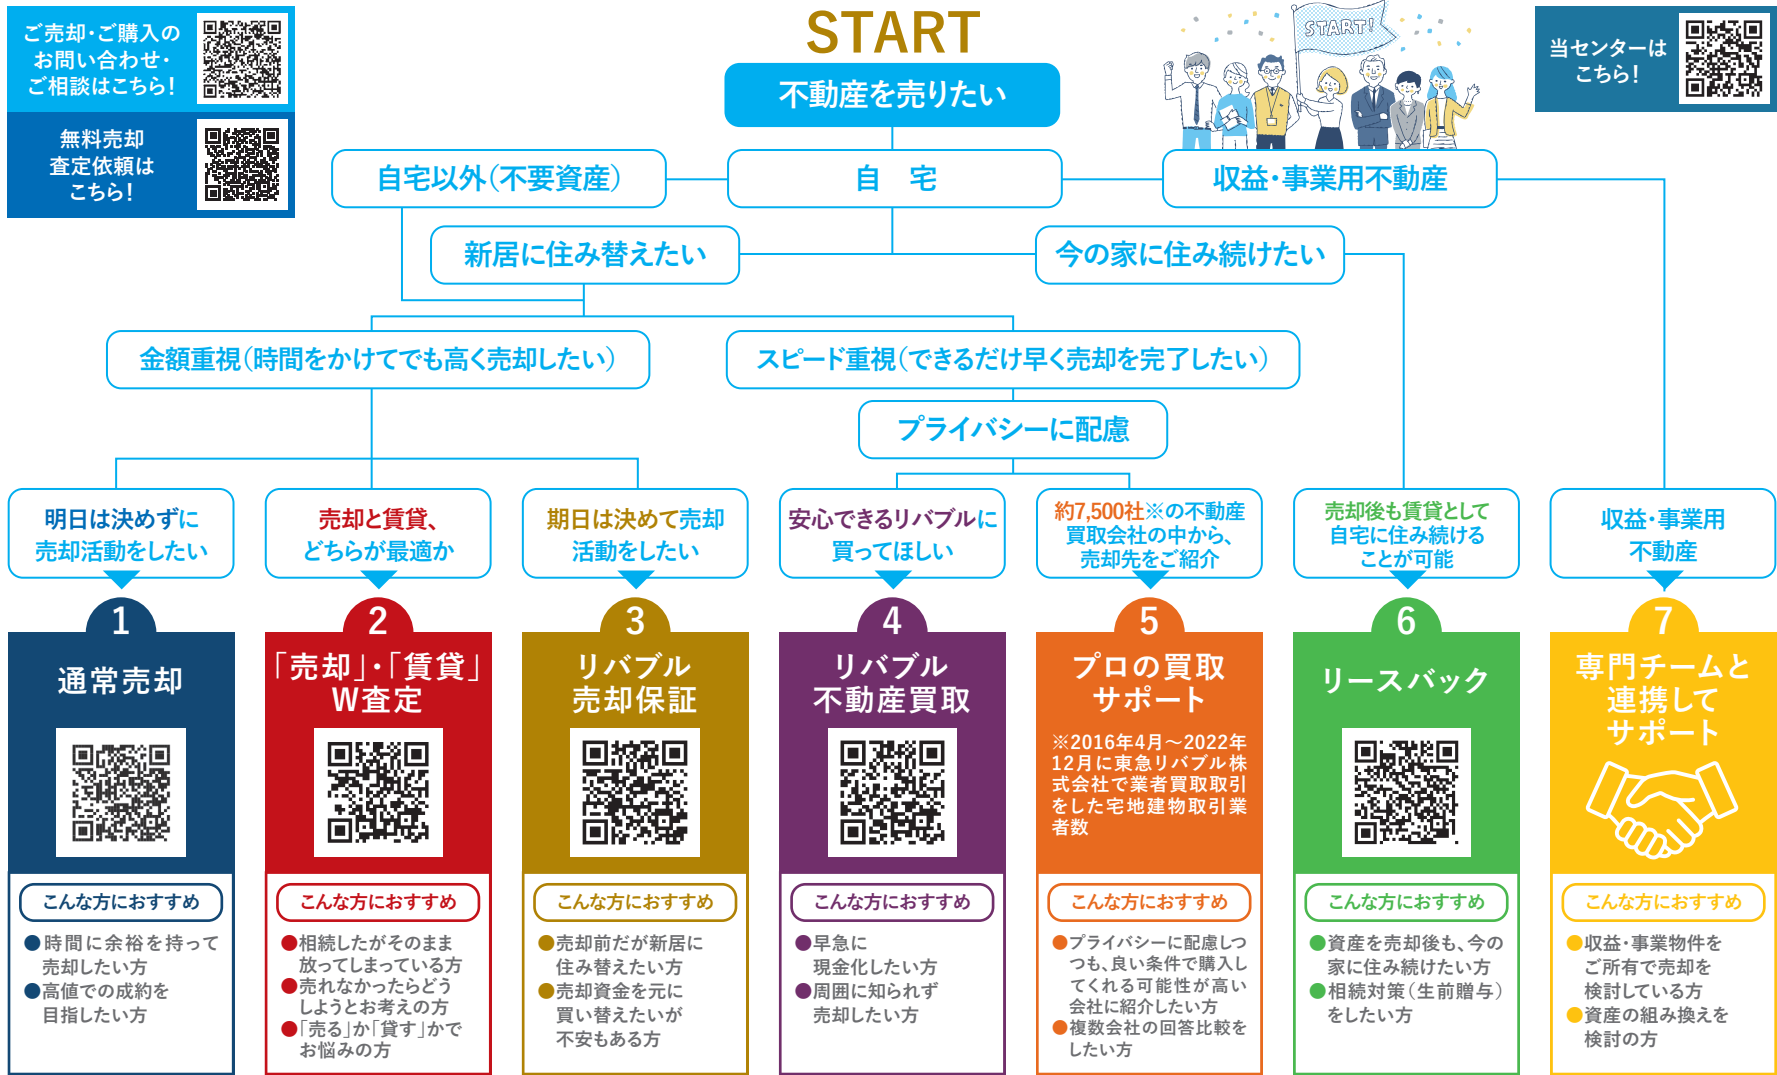 ご売却・ご購入の
お問い合わせ・
ご相談はこちら！
無料売却
査定依頼は
こちら！
START
START!
当センターは
こちら！
不動産を売りたい
自宅以外（不要資産）
自　宅
収益・事業用不動産
新居に住み替えたい
今の家に住み続けたい
金額重視（時間をかけてでも高く売却したい）
スピード重視（できるだけ早く売却を完了したい）
プライバシーに配慮
明日は決めずに
売却活動をしたい
売却と賃貸、
どちらが最適か
期日は決めて売却
活動をしたい
安心できるリバブルに
買ってほしい
約7,500社※の不動産
買取会社の中から、
売却先をご紹介
売却後も賃貸として
自宅に住み続ける
ことが可能
収益・事業用
不動産
1
通常売却
こんな方におすすめ
●時間に余裕を持って
売却したい方
●高値での成約を
目指したい方
2
「売却」・「賃貸」
W査定
こんな方におすすめ
●相続したがそのまま
放ってしまっている方
●売れなかったらどう
しようとお考えの方
●「売る」か「貸す」かで
お悩みの方
3
リバブル
売却保証
こんな方におすすめ
●売却前だが新居に
住み替えたい方
●売却資金を元に
買い替えたいが
不安もある方
4
リバブル
不動産買取
こんな方におすすめ
●早急に
現金化したい方
●周囲に知られず
売却したい方
5
プロの買取
サポート
※2016年4月～2022年
12月に東急リバブル株
式会社で業者買取取引
をした宅地建物取引業
者数
こんな方におすすめ
●プライバシーに配慮しつ
つも、良い条件で購入し
てくれる可能性が高い
会社に紹介したい方
●複数会社の回答比較を
したい方
6
リースバック
こんな方におすすめ
●資産を売却後も、今の
家に住み続けたい方
●相続対策（生前贈与）
をしたい方
7
専門チームと
連携して
サポート
こんな方におすすめ
●収益・事業物件を
ご所有で売却を
検討している方
●資産の組み換えを
検討の方